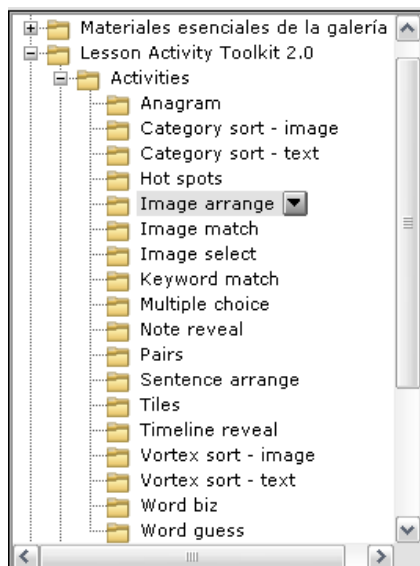 Materiales esenciales de la galería
Lesson Activity Toolkit 2.0
Activities
Anagram
Category sort - image
Category sort - text
Hot spots
Image arrange
Image match
Image select
Keyword match
Multiple choice
Note reveal
Pairs
Sentence arrange
Tiles
Timeline reveal
Vortex sort - image
Vortex sort - text
Word biz
Word guess